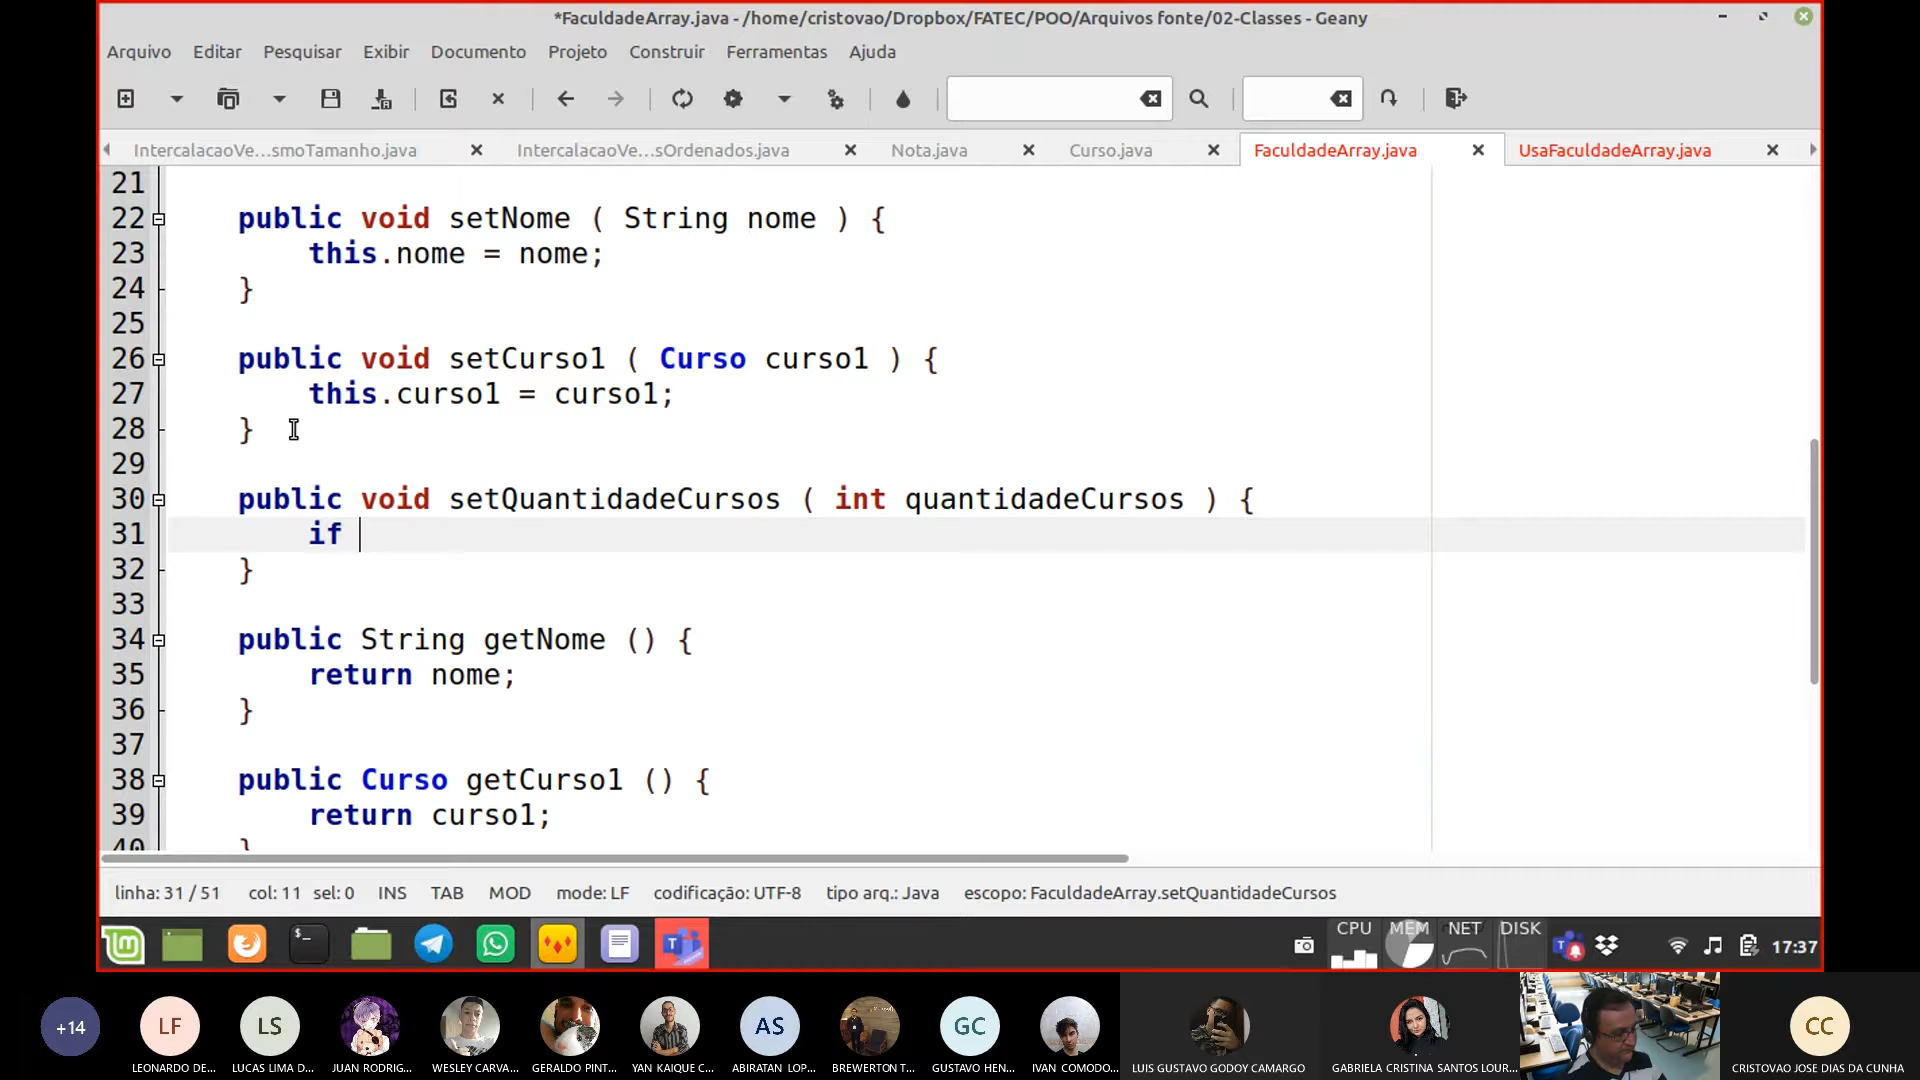 *FaculdadeArray.java - /home/cristovao/Dropbox/FATEC/POO/Arquivos fonte/02-Classes - Geany
Arquivo Editar Pesquisar Exibir Documento Projeto Construir Ferramentas Ajuda
IntercalacaoVe...smoTamanho.java IntercalacaoVe...sOrdenados.java Nota.java Curso.java FaculdadeArray.java UsaFaculdadeArray.java
21
22 public void setNome ( String nome ) {
23 this.nome = nome;
24 }
25
26 public void setCurso1 ( Curso curso1 ) {
27 this.curso1 = curso1;
28 }
29
30 public void setQuantidadeCursos ( int quantidadeCursos ) {
31 if
32 }
33
34 public String getNome () {
35 return nome;
36 }
37
38 public Curso getCurso1 () {
39 return curso1;
40 }
linha: 31 / 51 col: 11 sel: 0 INS TAB MOD mode: LF codificação: UTF-8 tipo arq.: Java escopo: FaculdadeArray.setQuantidadeCursos
CPU MEM NET DISK 17:37
+14 LF LS AS GC CC
LEONARDO DE... LUCAS LIMA D... JUAN RODRIG... WESLEY CARVA... GERALDO PINT... YAN KAIQUE C... ABIRATAN LOP... BREWERTON T... GUSTAVO HEN... IVAN COMODO... LUIS GUSTAVO GODOY CAMARGO GABRIELA CRISTINA SANTOS LOUR... CRISTOVAO JOSE DIAS DA CUNHA